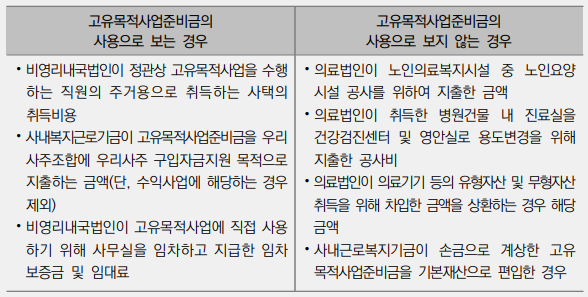 고유목적사업준비금의
사용으로 보는 경우
고유목적사업준비금의
사용으로 보지 않는 경우
• 비영리내국법인이 정관상 고유목적사업을 수행
하는 직원의 주거용으로 취득하는 사택의
취득비용
• 사내복지근로기금이 고유목적사업준비금을 우리
사주조합에 우리사주 구입자금지원 목적으로
지출하는 금액(단, 수익사업에 해당하는 경우
제외)
• 비영리내국법인이 고유목적사업에 직접 사용
하기 위해 사무실을 임차하고 지급한 임차
보증금 및 임대료
• 의료법인이 노인의료복지시설 중 노인요양
시설 공사를 위하여 지출한 금액
• 의료법인이 취득한 병원건물 내 진료실을
건강검진센터 및 영안실로 용도변경을 위해
지출한 공사비
• 의료법인이 의료기기 등의 유형자산 및 무형자산
취득을 위해 차입한 금액을 상환하는 경우 해당
금액
• 사내근로복지기금이 손금으로 계상한 고유
목적사업준비금을 기본재산으로 편입한 경우